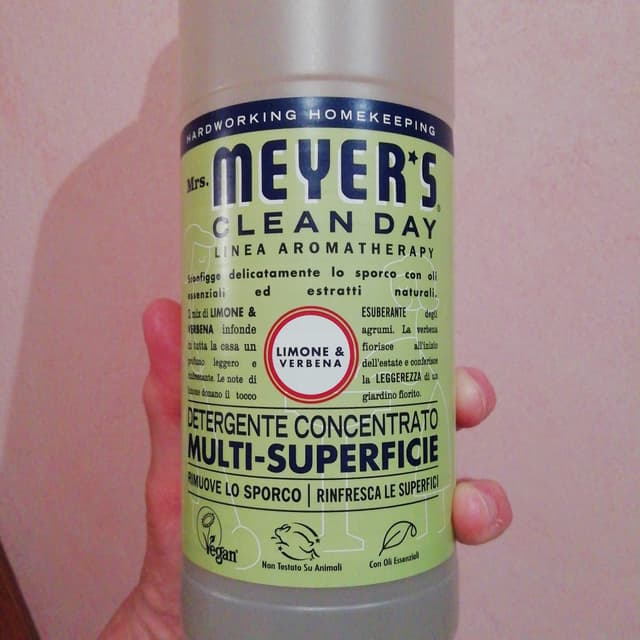 HARDWORKING HOMEKEEPING
Mrs. MEYER'S®
CLEAN DAY
LINEA AROMATHERAPY
Sconfigge delicatamente lo sporco con oli
essenziali ed estratti naturali.
Il mix di LIMONE &
VERBENA infonde
in tutta la casa un
profumo leggero e
rinfrescante. Le note di
limone donano il tocco
LIMONE &
VERBENA
ESUBERANTE degli
agrumi. La verbena
fiorisce all'inizio
dell'estate e conferisce
la LEGGEREZZA di un
giardino fiorito.
DETERGENTE CONCENTRATO
MULTI-SUPERFICIE
RIMUOVE LO SPORCO | RINFRESCA LE SUPERFICI
Vegan
Non Testato Su Animali
Con Oli Essenziali